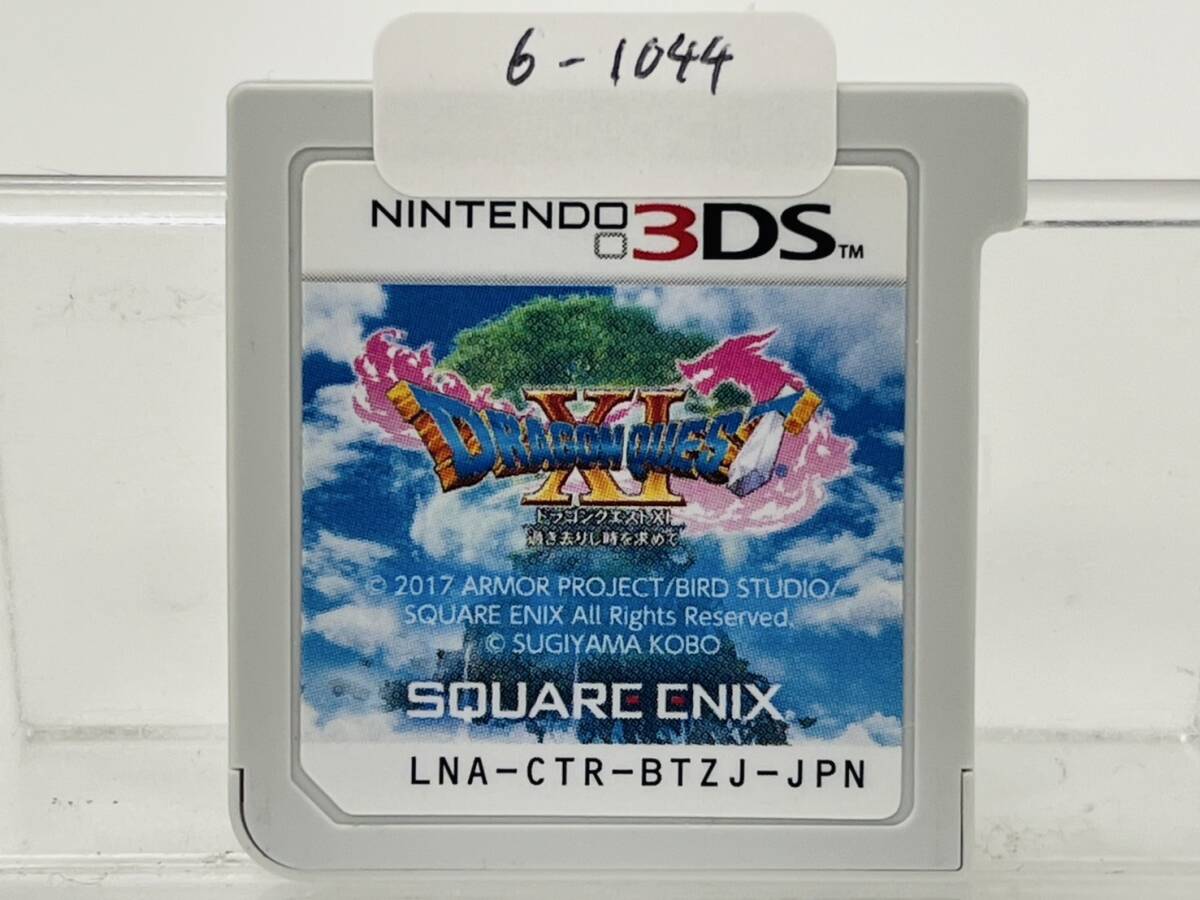 6-1044
NINTENDO 3DS™
DRAGON QUEST XI
ドラゴンクエストXI
過ぎ去りし時を求めて
© 2017 ARMOR PROJECT/BIRD STUDIO/
SQUARE ENIX All Rights Reserved.
© SUGIYAMA KOBO
SQUARE ENIX
LNA-CTR-BTZJ-JPN